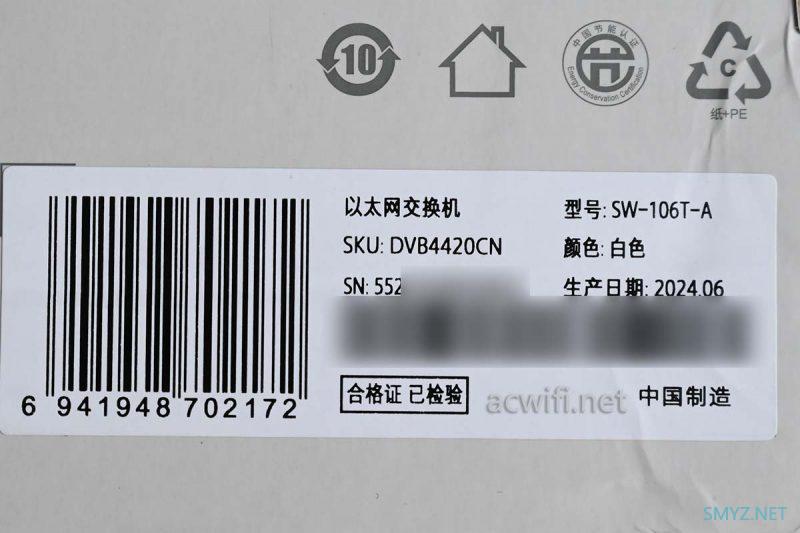 10
中国节能认证
Energy Conservation Certification
C
纸+PE
以太网交换机
型号: SW-106T-A
SKU: DVB4420CN
颜色: 白色
SN: 552
生产日期: 2024.06
合格证 已检验
acwifi.net
中国制造
6 941948 702172
SMYZ.NET